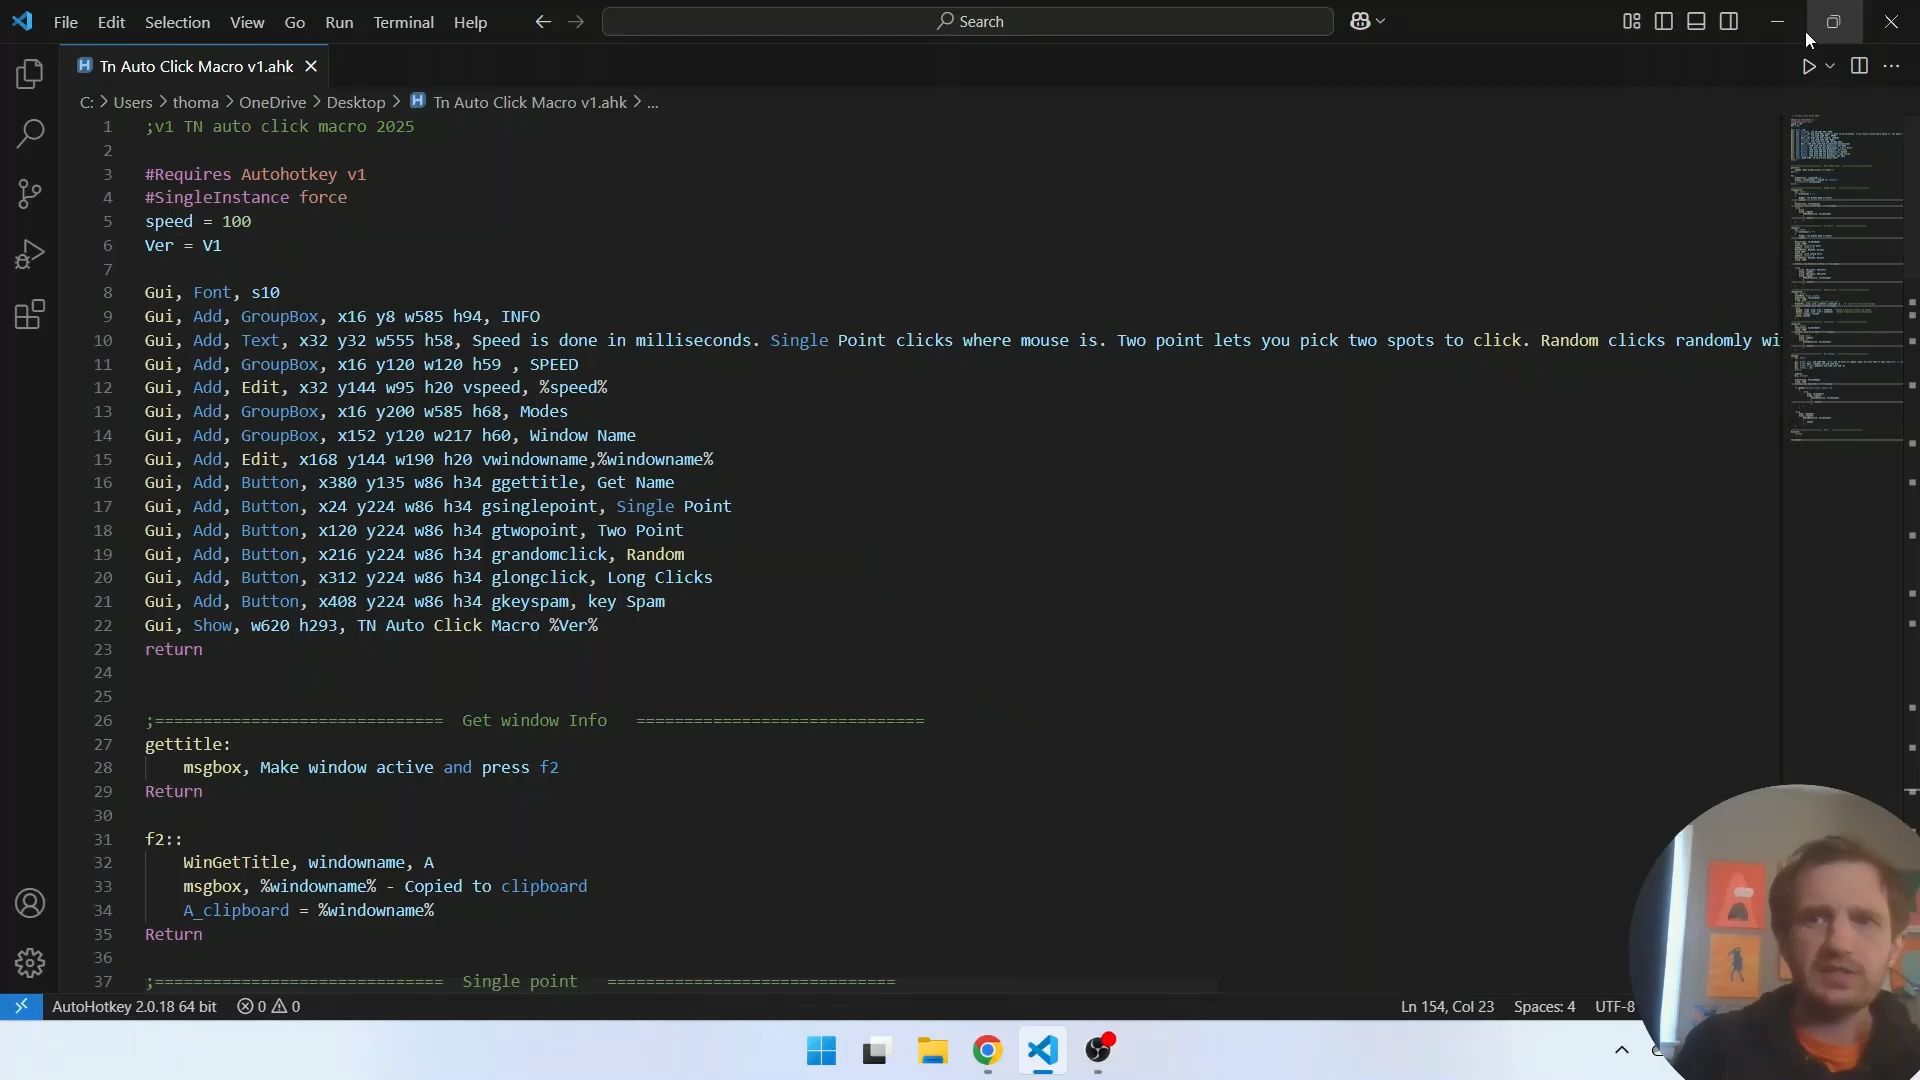 File Edit Selection View Go Run Terminal Help
Search
Tn Auto Click Macro v1.ahk
C: > Users > thoma > OneDrive > Desktop > Tn Auto Click Macro v1.ahk > ...
1 ;v1 TN auto click macro 2025
2
3 #Requires Autohotkey v1
4 #SingleInstance force
5 speed = 100
6 Ver = V1
7
8 Gui, Font, s10
9 Gui, Add, GroupBox, x16 y8 w585 h94, INFO
10 Gui, Add, Text, x32 y32 w555 h58, Speed is done in milliseconds. Single Point clicks where mouse is. Two point lets you pick two spots to click. Random clicks randomly wi
11 Gui, Add, GroupBox, x16 y120 w120 h59 , SPEED
12 Gui, Add, Edit, x32 y144 w95 h20 vspeed, %speed%
13 Gui, Add, GroupBox, x16 y200 w585 h68, Modes
14 Gui, Add, GroupBox, x152 y120 w217 h60, Window Name
15 Gui, Add, Edit, x168 y144 w190 h20 vwindowname,%windowname%
16 Gui, Add, Button, x380 y135 w86 h34 ggettitle, Get Name
17 Gui, Add, Button, x24 y224 w86 h34 gsinglepoint, Single Point
18 Gui, Add, Button, x120 y224 w86 h34 gtwopoint, Two Point
19 Gui, Add, Button, x216 y224 w86 h34 grandomclick, Random
20 Gui, Add, Button, x312 y224 w86 h34 glongclick, Long Clicks
21 Gui, Add, Button, x408 y224 w86 h34 gkeyspam, key Spam
22 Gui, Show, w620 h293, TN Auto Click Macro %Ver%
23 return
24
25
26 ;============================== Get window Info ==============================
27 gettitle:
28 msgbox, Make window active and press f2
29 Return
30
31 f2::
32 WinGetTitle, windowname, A
33 msgbox, %windowname% - Copied to clipboard
34 A_clipboard = %windowname%
35 Return
36
37 ;============================== Single point ==============================
AutoHotkey 2.0.18 64 bit 0 0 Ln 154, Col 23 Spaces: 4 UTF-8